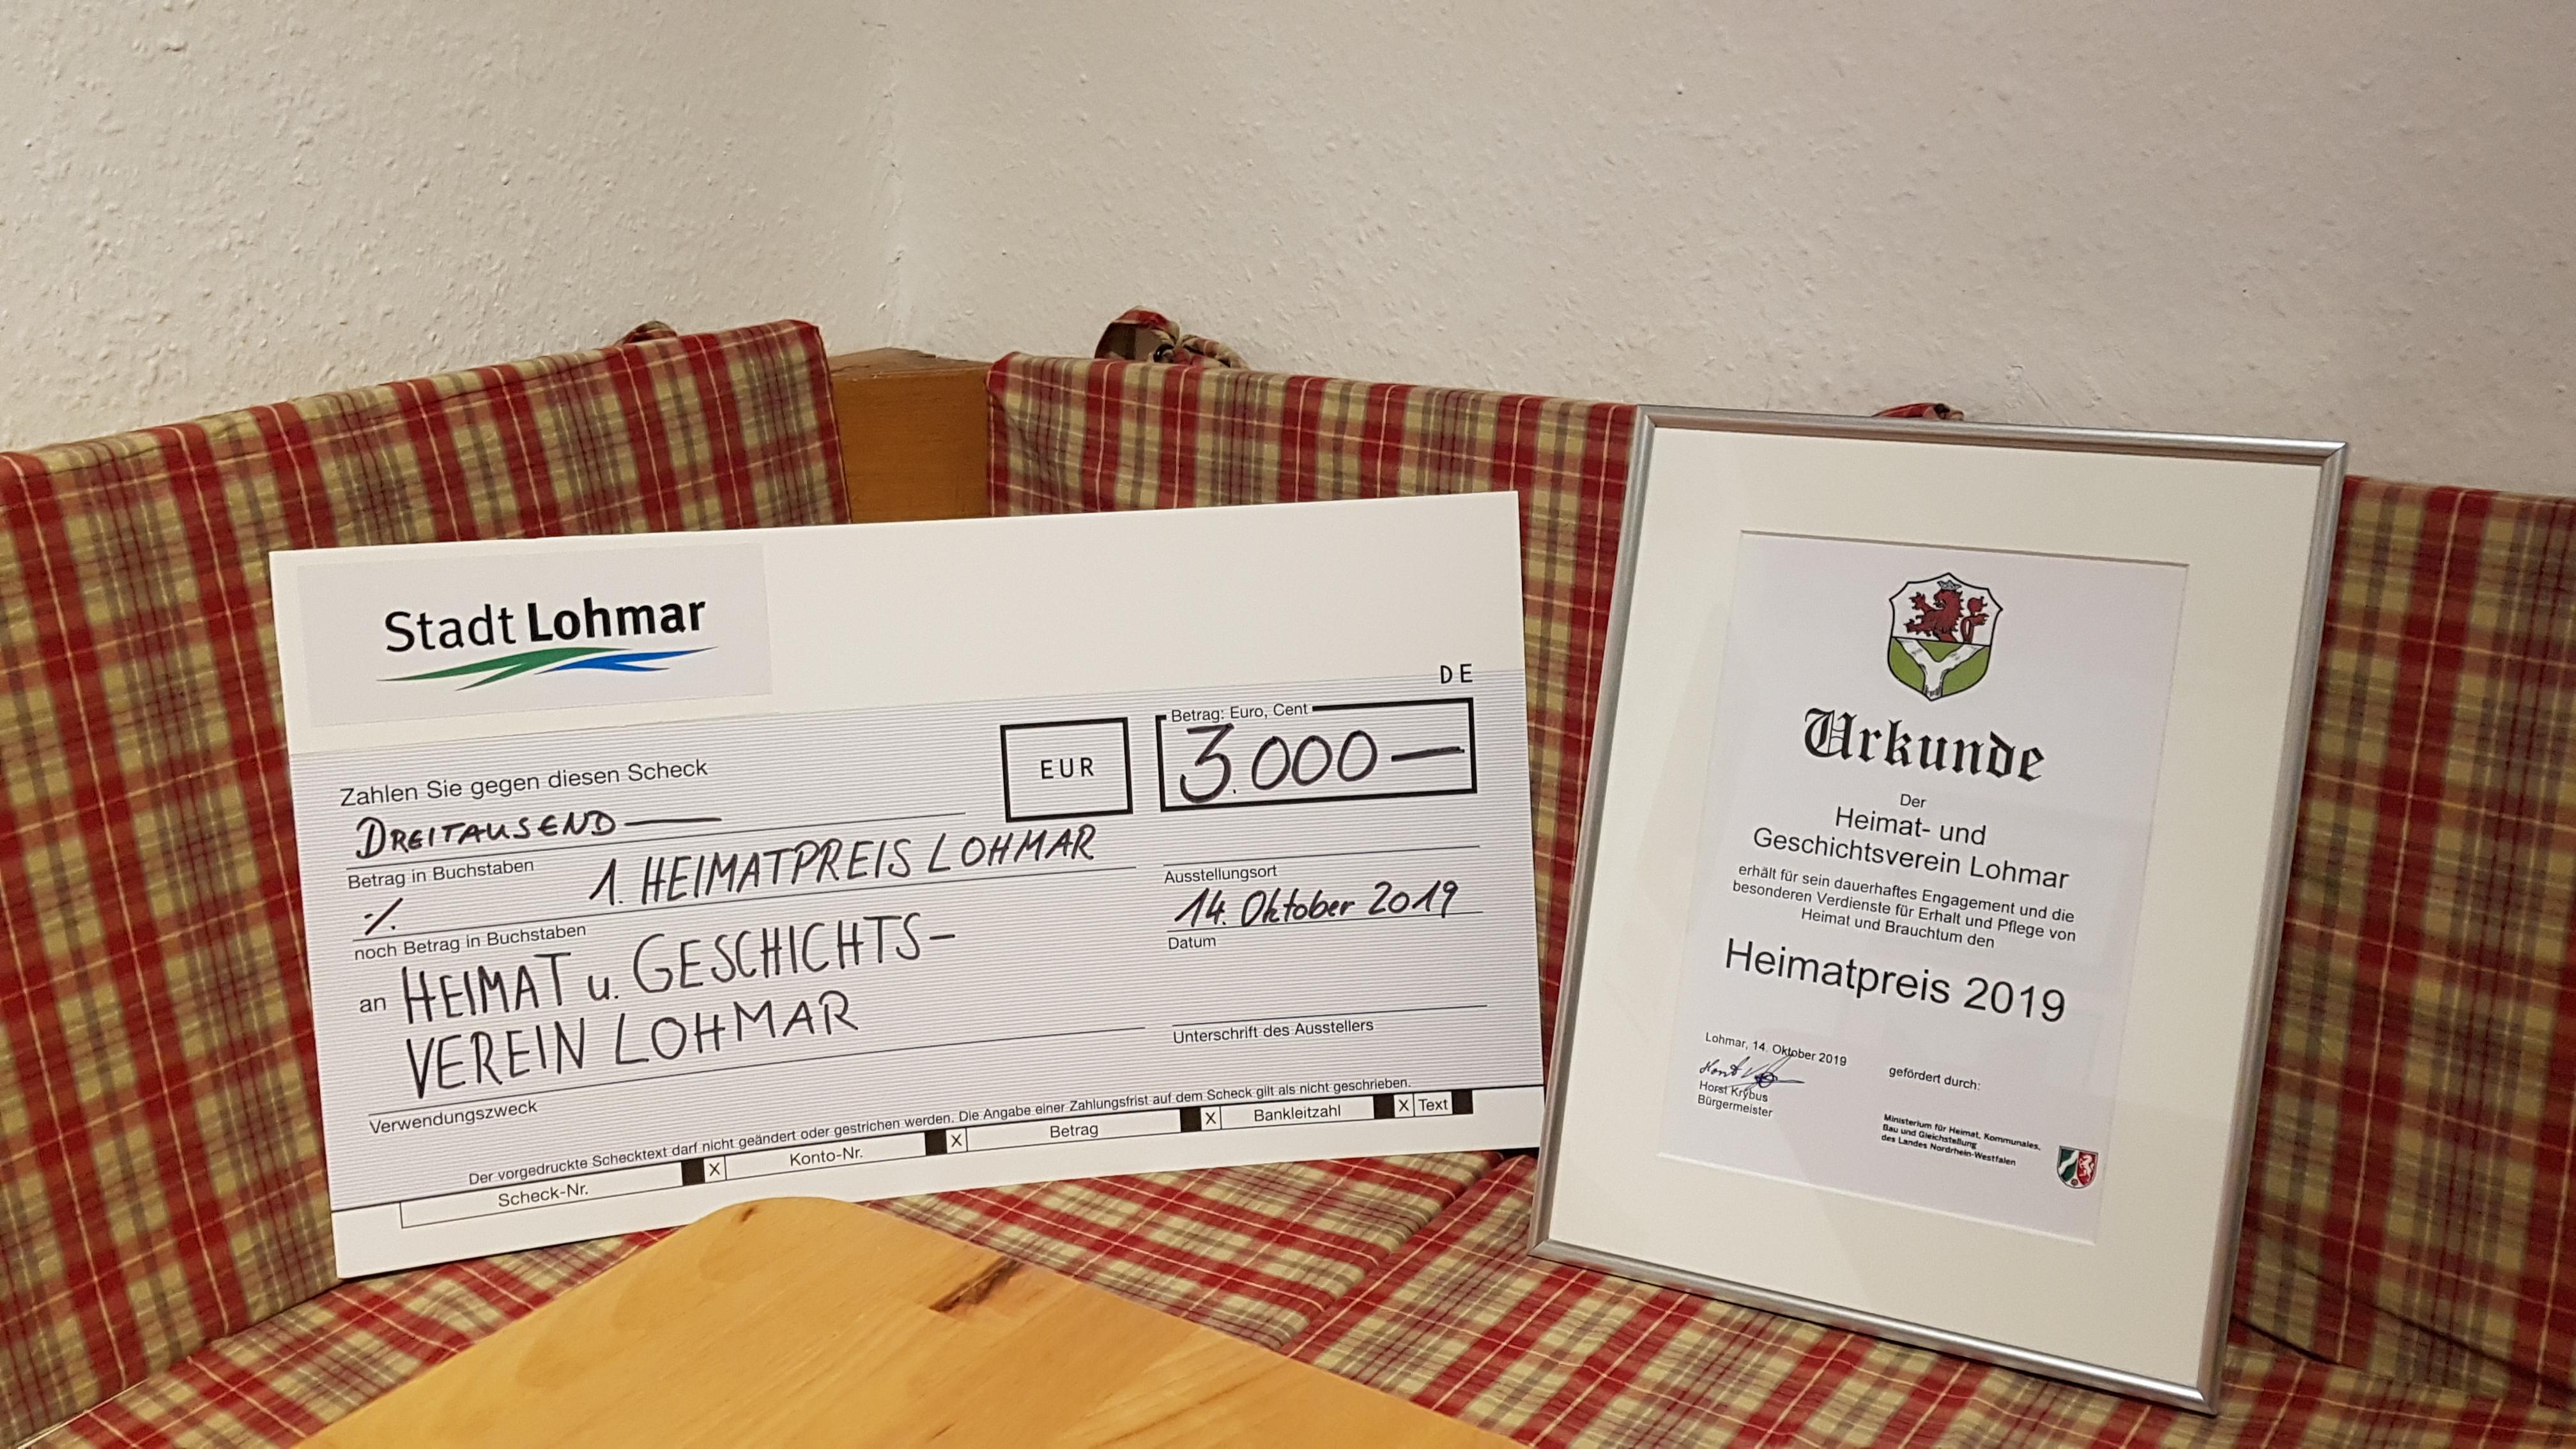 Stadt Lohmar
DE
Zahlen Sie gegen diesen Scheck
EUR
Betrag: Euro, Cent
3.000—
DREITAUSEND—
Betrag in Buchstaben
1. HEIMATPREIS LOHMAR
Ausstellungsort
./.
noch Betrag in Buchstaben
14. Oktober 2019
Datum
an HEIMAT u. GESCHICHTS-
VEREIN LOHMAR
Unterschrift des Ausstellers
Verwendungszweck
Der vorgedruckte Schecktext darf nicht geändert oder gestrichen werden. Die Angabe einer Zahlungsfrist auf dem Scheck gilt als nicht geschrieben.
Scheck-Nr. X Konto-Nr. X Betrag X Bankleitzahl X Text
Urkunde
Der
Heimat- und
Geschichtsverein Lohmar
erhält für sein dauerhaftes Engagement und die
besonderen Verdienste für Erhalt und Pflege von
Heimat und Brauchtum den
Heimatpreis 2019
Lohmar, 14. Oktober 2019
Horst Krybus
Bürgermeister
gefördert durch:
Ministerium für Heimat, Kommunales,
Bau und Gleichstellung
des Landes Nordrhein-Westfalen